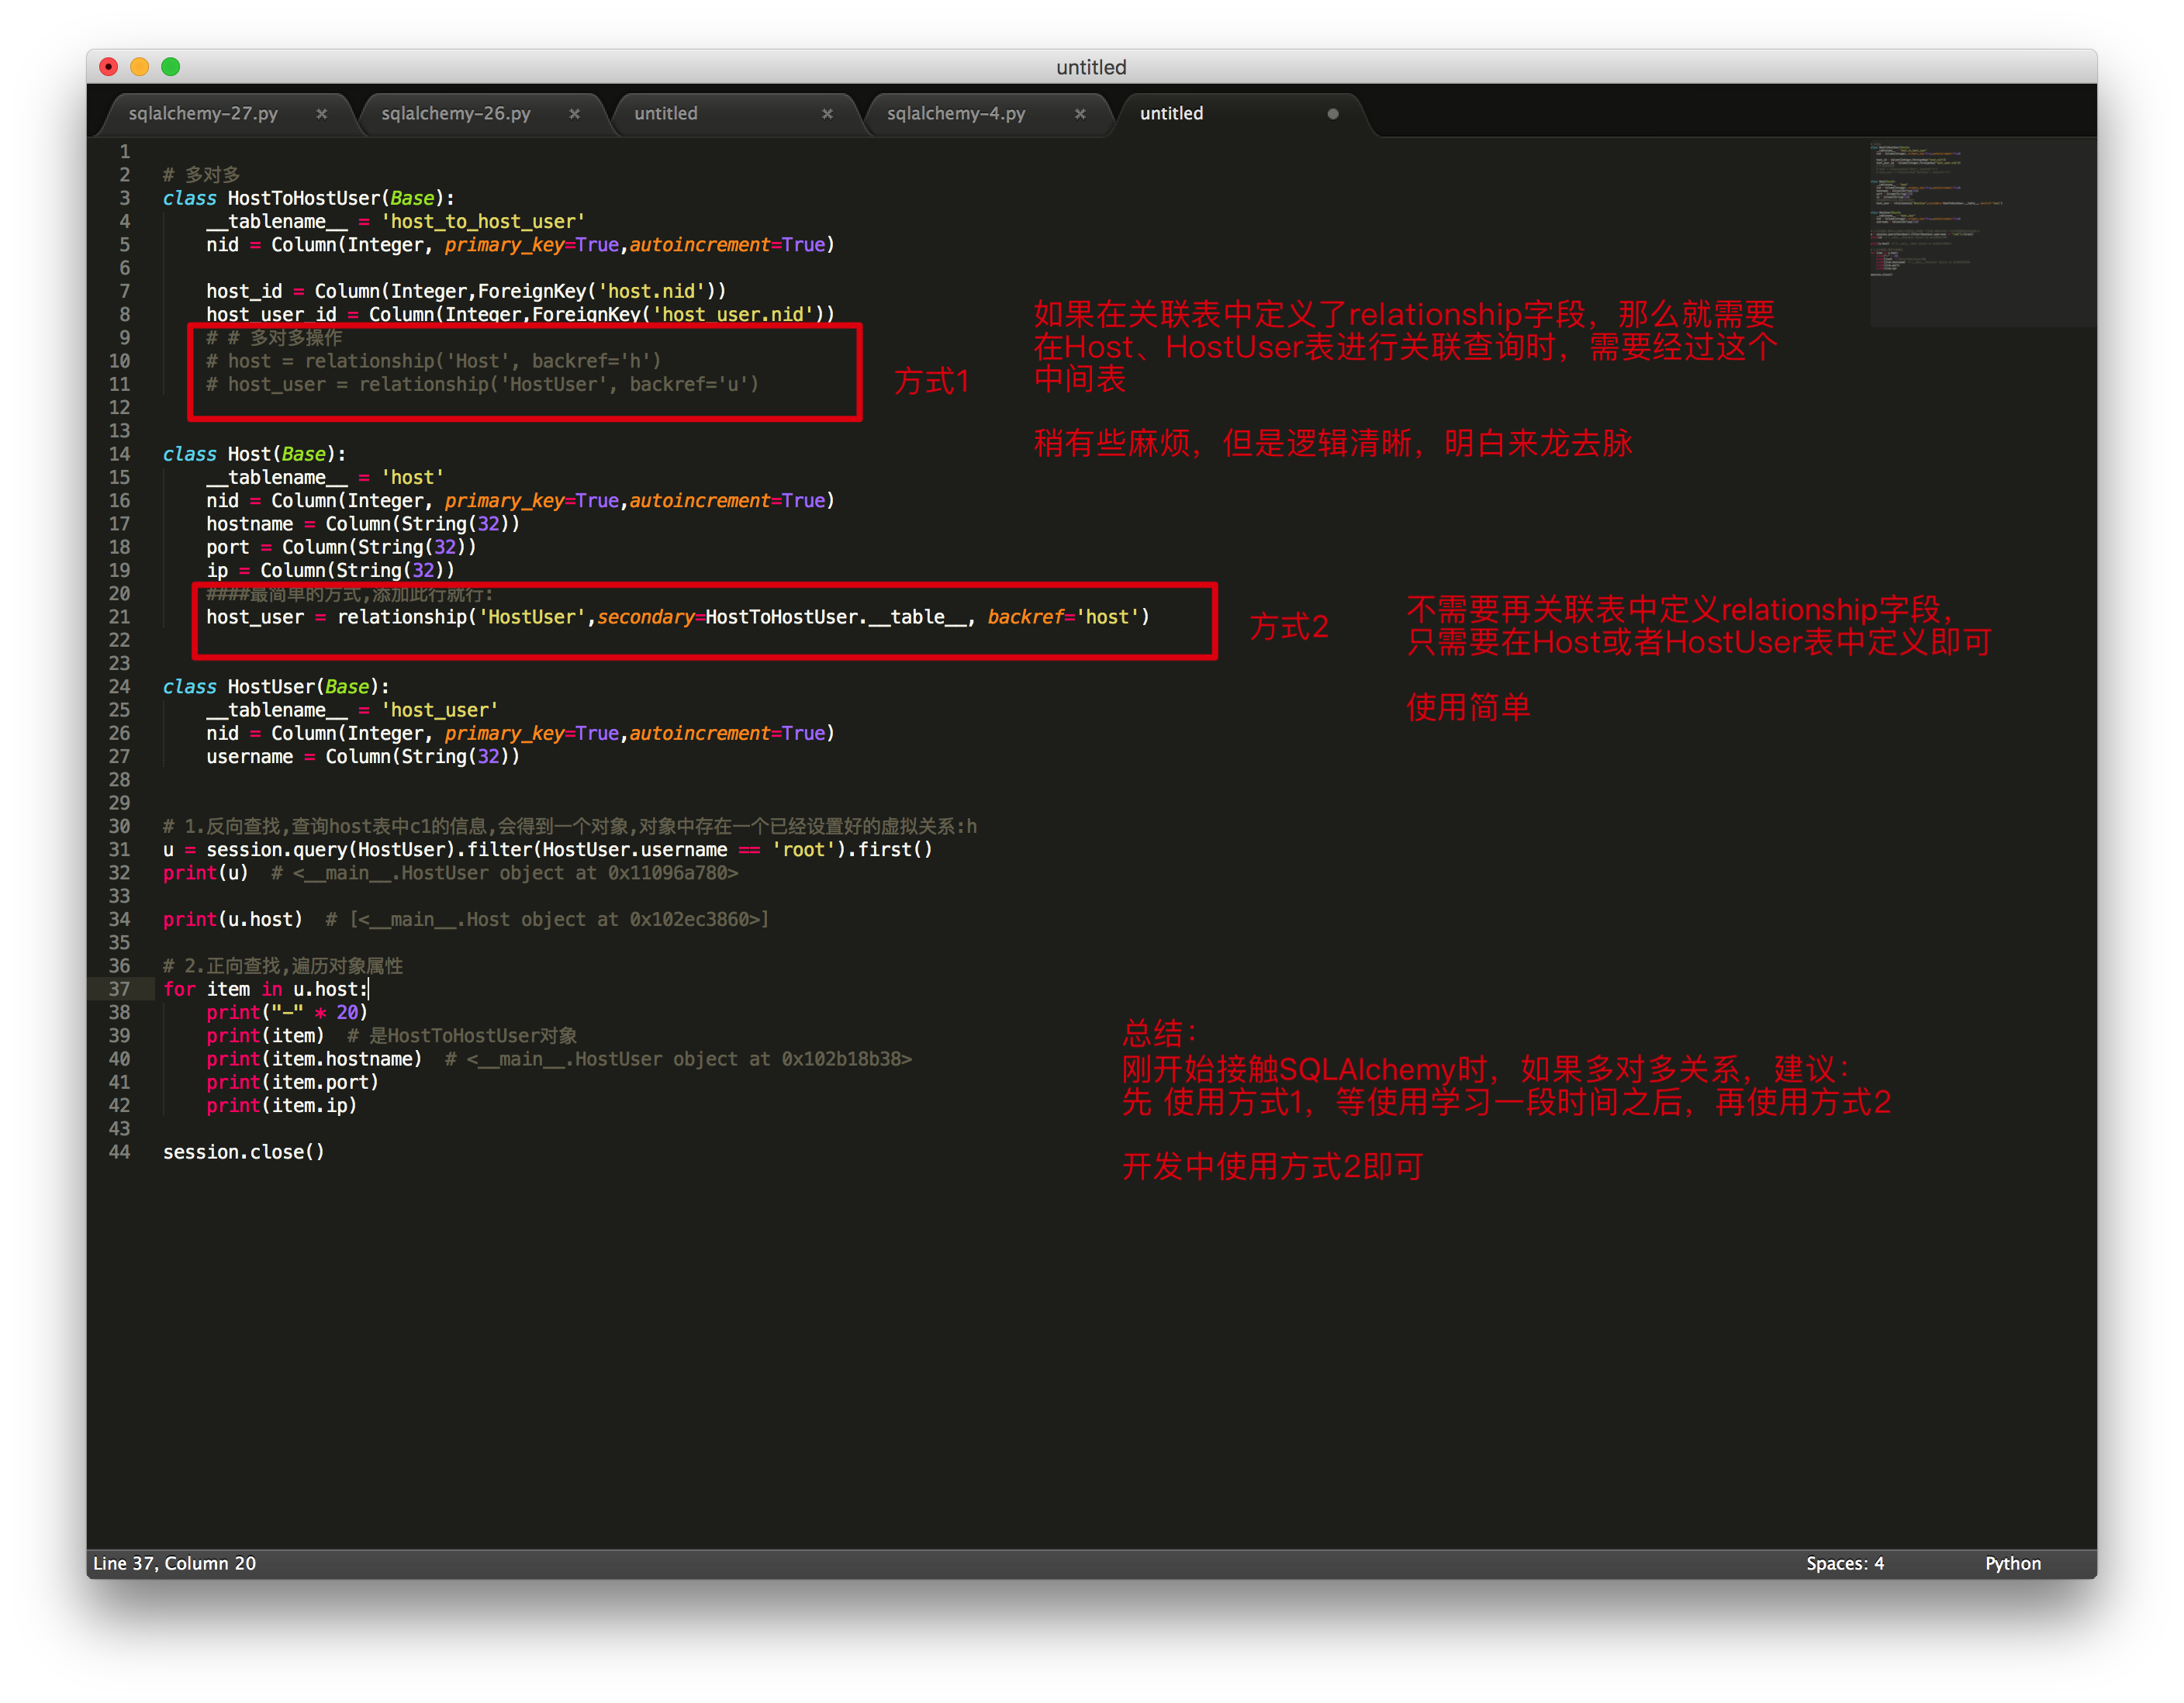 untitled
sqlalchemy-27.py × sqlalchemy-26.py × untitled × sqlalchemy-4.py × untitled
1
2 # 多对多
3 class HostToHostUser(Base):
4 __tablename__ = 'host_to_host_user'
5 nid = Column(Integer, primary_key=True,autoincrement=True)
6
7 host_id = Column(Integer,ForeignKey('host.nid'))
8 host_user_id = Column(Integer,ForeignKey('host_user.nid'))
9 # # 多对多操作
10 # host = relationship('Host', backref='h')
11 # host_user = relationship('HostUser', backref='u')
12
13
方式1
如果在关联表中定义了relationship字段，那么就需要
在Host、HostUser表进行关联查询时，需要经过这个
中间表
稍有些麻烦，但是逻辑清晰，明白来龙去脉
14 class Host(Base):
15 __tablename__ = 'host'
16 nid = Column(Integer, primary_key=True,autoincrement=True)
17 hostname = Column(String(32))
18 port = Column(String(32))
19 ip = Column(String(32))
20 ####最简单的方式,添加此行就行:
21 host_user = relationship('HostUser',secondary=HostToHostUser.__table__, backref='host')
22
23
方式2
不需要再关联表中定义relationship字段，
只需要在Host或者HostUser表中定义即可
使用简单
24 class HostUser(Base):
25 __tablename__ = 'host_user'
26 nid = Column(Integer, primary_key=True,autoincrement=True)
27 username = Column(String(32))
28
29
30 # 1.反向查找,查询host表中c1的信息,会得到一个对象,对象中存在一个已经设置好的虚拟关系:h
31 u = session.query(HostUser).filter(HostUser.username == 'root').first()
32 print(u) # <__main__.HostUser object at 0x11096a780>
33
34 print(u.host) # [<__main__.Host object at 0x102ec3860>]
35
36 # 2.正向查找,遍历对象属性
37 for item in u.host:
38 print("—" * 20)
39 print(item) # 是HostToHostUser对象
40 print(item.hostname) # <__main__.HostUser object at 0x102b18b38>
41 print(item.port)
42 print(item.ip)
43
44 session.close()
总结：
刚开始接触SQLAlchemy时，如果多对多关系，建议：
先 使用方式1，等使用学习一段时间之后，再使用方式2
开发中使用方式2即可
Line 37, Column 20 Spaces: 4 Python